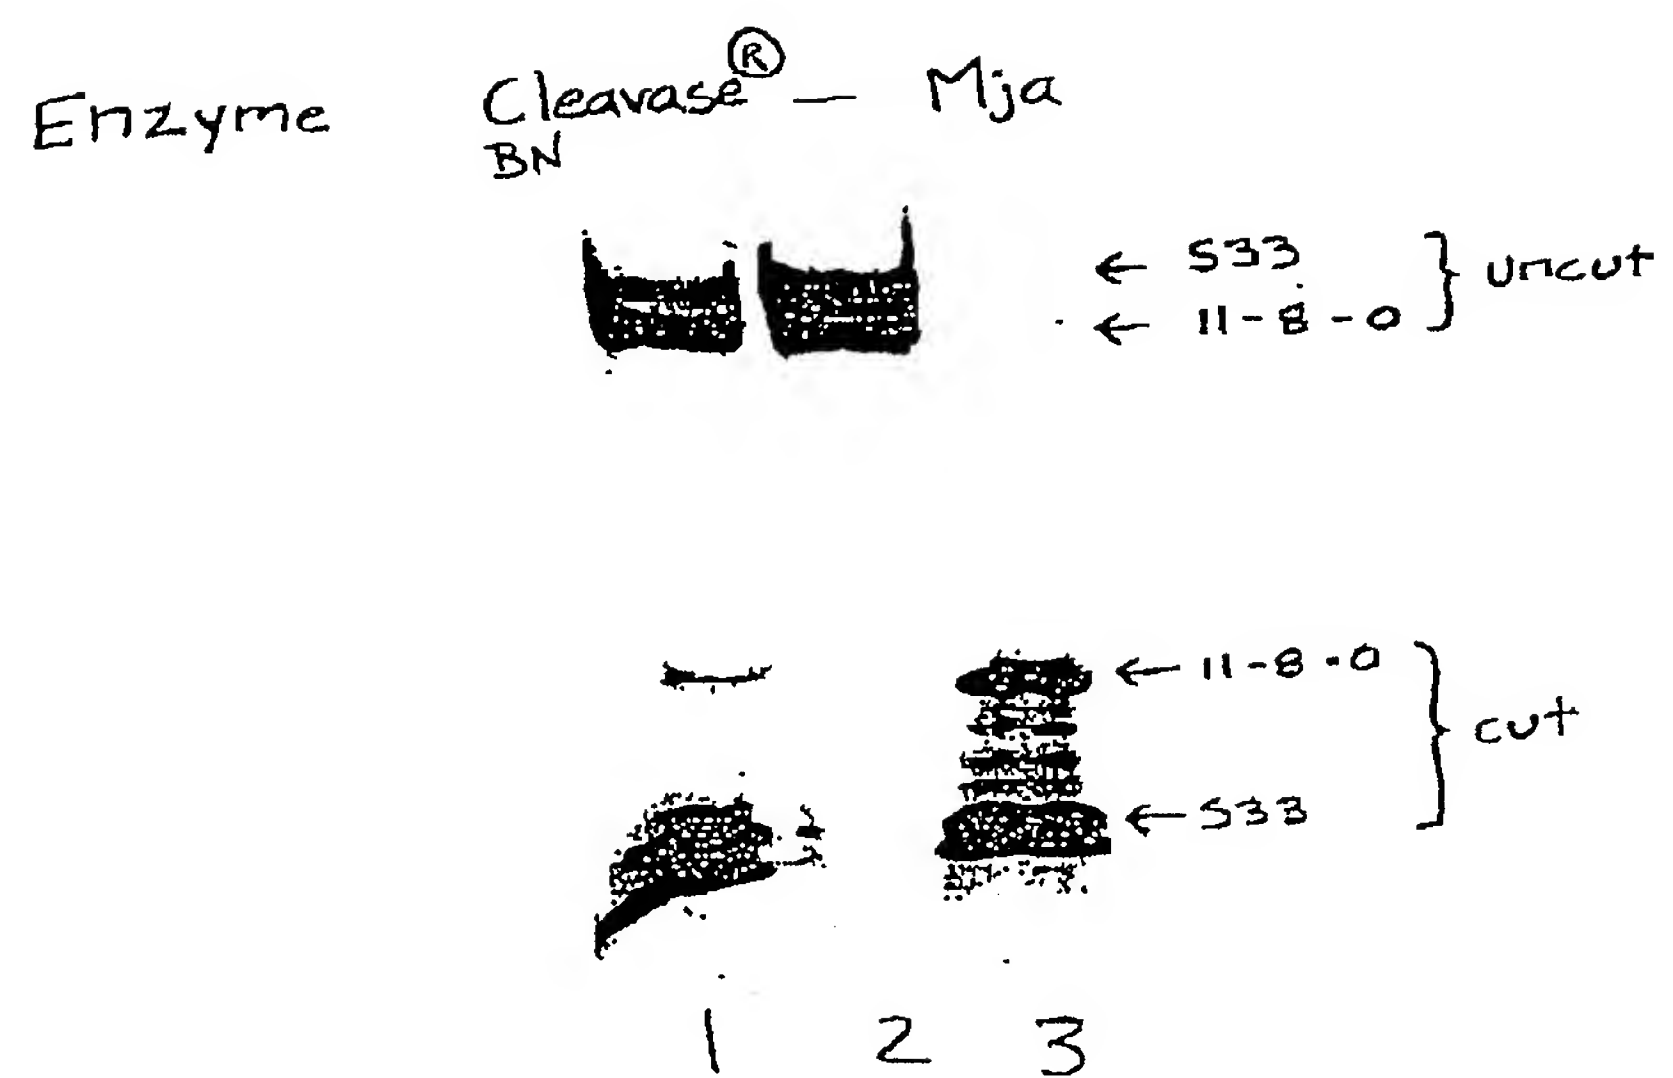 Enzyme Cleavase® — Mja
BN
← S33
← 11-8-0
} uncut
← 11-8-0
← S33
} cut
1 2 3